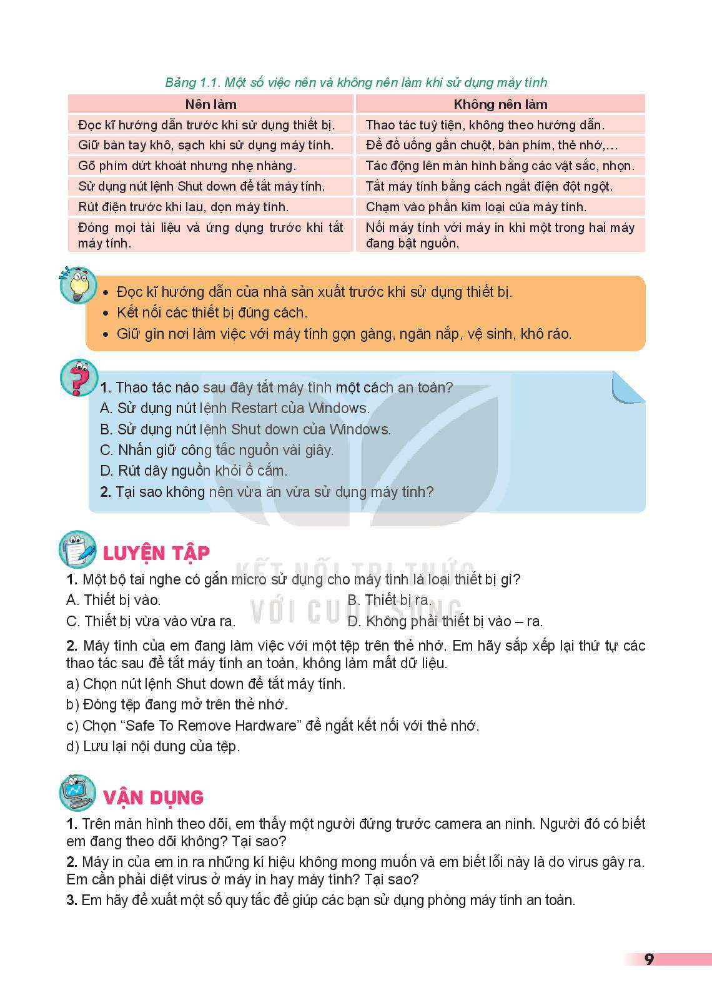 Bảng 1.1. Một số việc nên và không nên làm khi sử dụng máy tính
Nên làm
Không nên làm
Đọc kĩ hướng dẫn trước khi sử dụng thiết bị.
Thao tác tuỳ tiện, không theo hướng dẫn.
Giữ bàn tay khô, sạch khi sử dụng máy tính.
Để đồ uống gần chuột, bàn phím, thẻ nhớ,...
Gõ phím dứt khoát nhưng nhẹ nhàng.
Tác động lên màn hình bằng các vật sắc, nhọn.
Sử dụng nút lệnh Shut down để tắt máy tính.
Tắt máy tính bằng cách ngắt điện đột ngột.
Rút điện trước khi lau, dọn máy tính.
Chạm vào phần kim loại của máy tính.
Đóng mọi tài liệu và ứng dụng trước khi tắt
máy tính.
Nối máy tính với máy in khi một trong hai máy
đang bật nguồn.
• Đọc kĩ hướng dẫn của nhà sản xuất trước khi sử dụng thiết bị.
• Kết nối các thiết bị đúng cách.
• Giữ gìn nơi làm việc với máy tính gọn gàng, ngăn nắp, vệ sinh, khô ráo.
1. Thao tác nào sau đây tắt máy tính một cách an toàn?
A. Sử dụng nút lệnh Restart của Windows.
B. Sử dụng nút lệnh Shut down của Windows.
C. Nhấn giữ công tắc nguồn vài giây.
D. Rút dây nguồn khỏi ổ cắm.
2. Tại sao không nên vừa ăn vừa sử dụng máy tính?
LUYỆN TẬP
KẾT NỐI TRI THỨC
VỚI CUỘC SỐNG
1. Một bộ tai nghe có gắn micro sử dụng cho máy tính là loại thiết bị gì?
A. Thiết bị vào.
B. Thiết bị ra.
C. Thiết bị vừa vào vừa ra.
D. Không phải thiết bị vào – ra.
2. Máy tính của em đang làm việc với một tệp trên thẻ nhớ. Em hãy sắp xếp lại thứ tự các
thao tác sau để tắt máy tính an toàn, không làm mất dữ liệu.
a) Chọn nút lệnh Shut down để tắt máy tính.
b) Đóng tệp đang mở trên thẻ nhớ.
c) Chọn “Safe To Remove Hardware” để ngắt kết nối với thẻ nhớ.
d) Lưu lại nội dung của tệp.
VẬN DỤNG
1. Trên màn hình theo dõi, em thấy một người đứng trước camera an ninh. Người đó có biết
em đang theo dõi không? Tại sao?
2. Máy in của em in ra những kí hiệu không mong muốn và em biết lỗi này là do virus gây ra.
Em cần phải diệt virus ở máy in hay máy tính? Tại sao?
3. Em hãy đề xuất một số quy tắc để giúp các bạn sử dụng phòng máy tính an toàn.
9